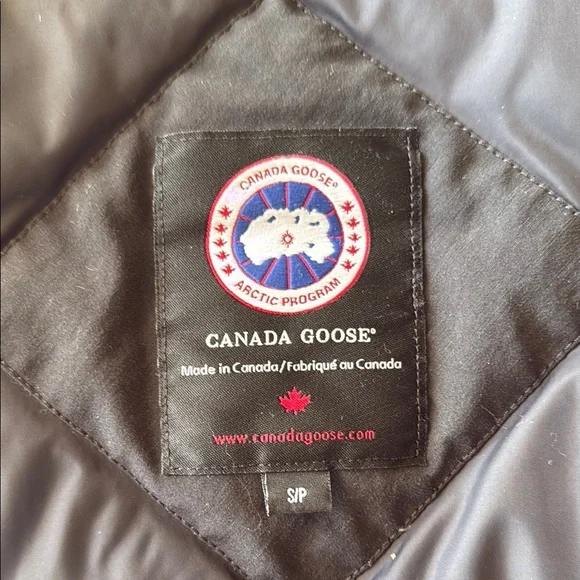 CANADA GOOSE®
ARCTIC PROGRAM
CANADA GOOSE®
Made in Canada/Fabriqué au Canada
www.canadagoose.com
S/P